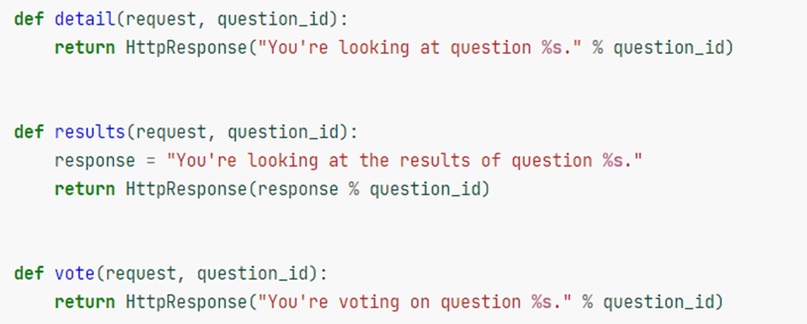 def detail(request, question_id):
    return HttpResponse("You're looking at question %s." % question_id)
def results(request, question_id):
    response = "You're looking at the results of question %s."
    return HttpResponse(response % question_id)
def vote(request, question_id):
    return HttpResponse("You're voting on question %s." % question_id)